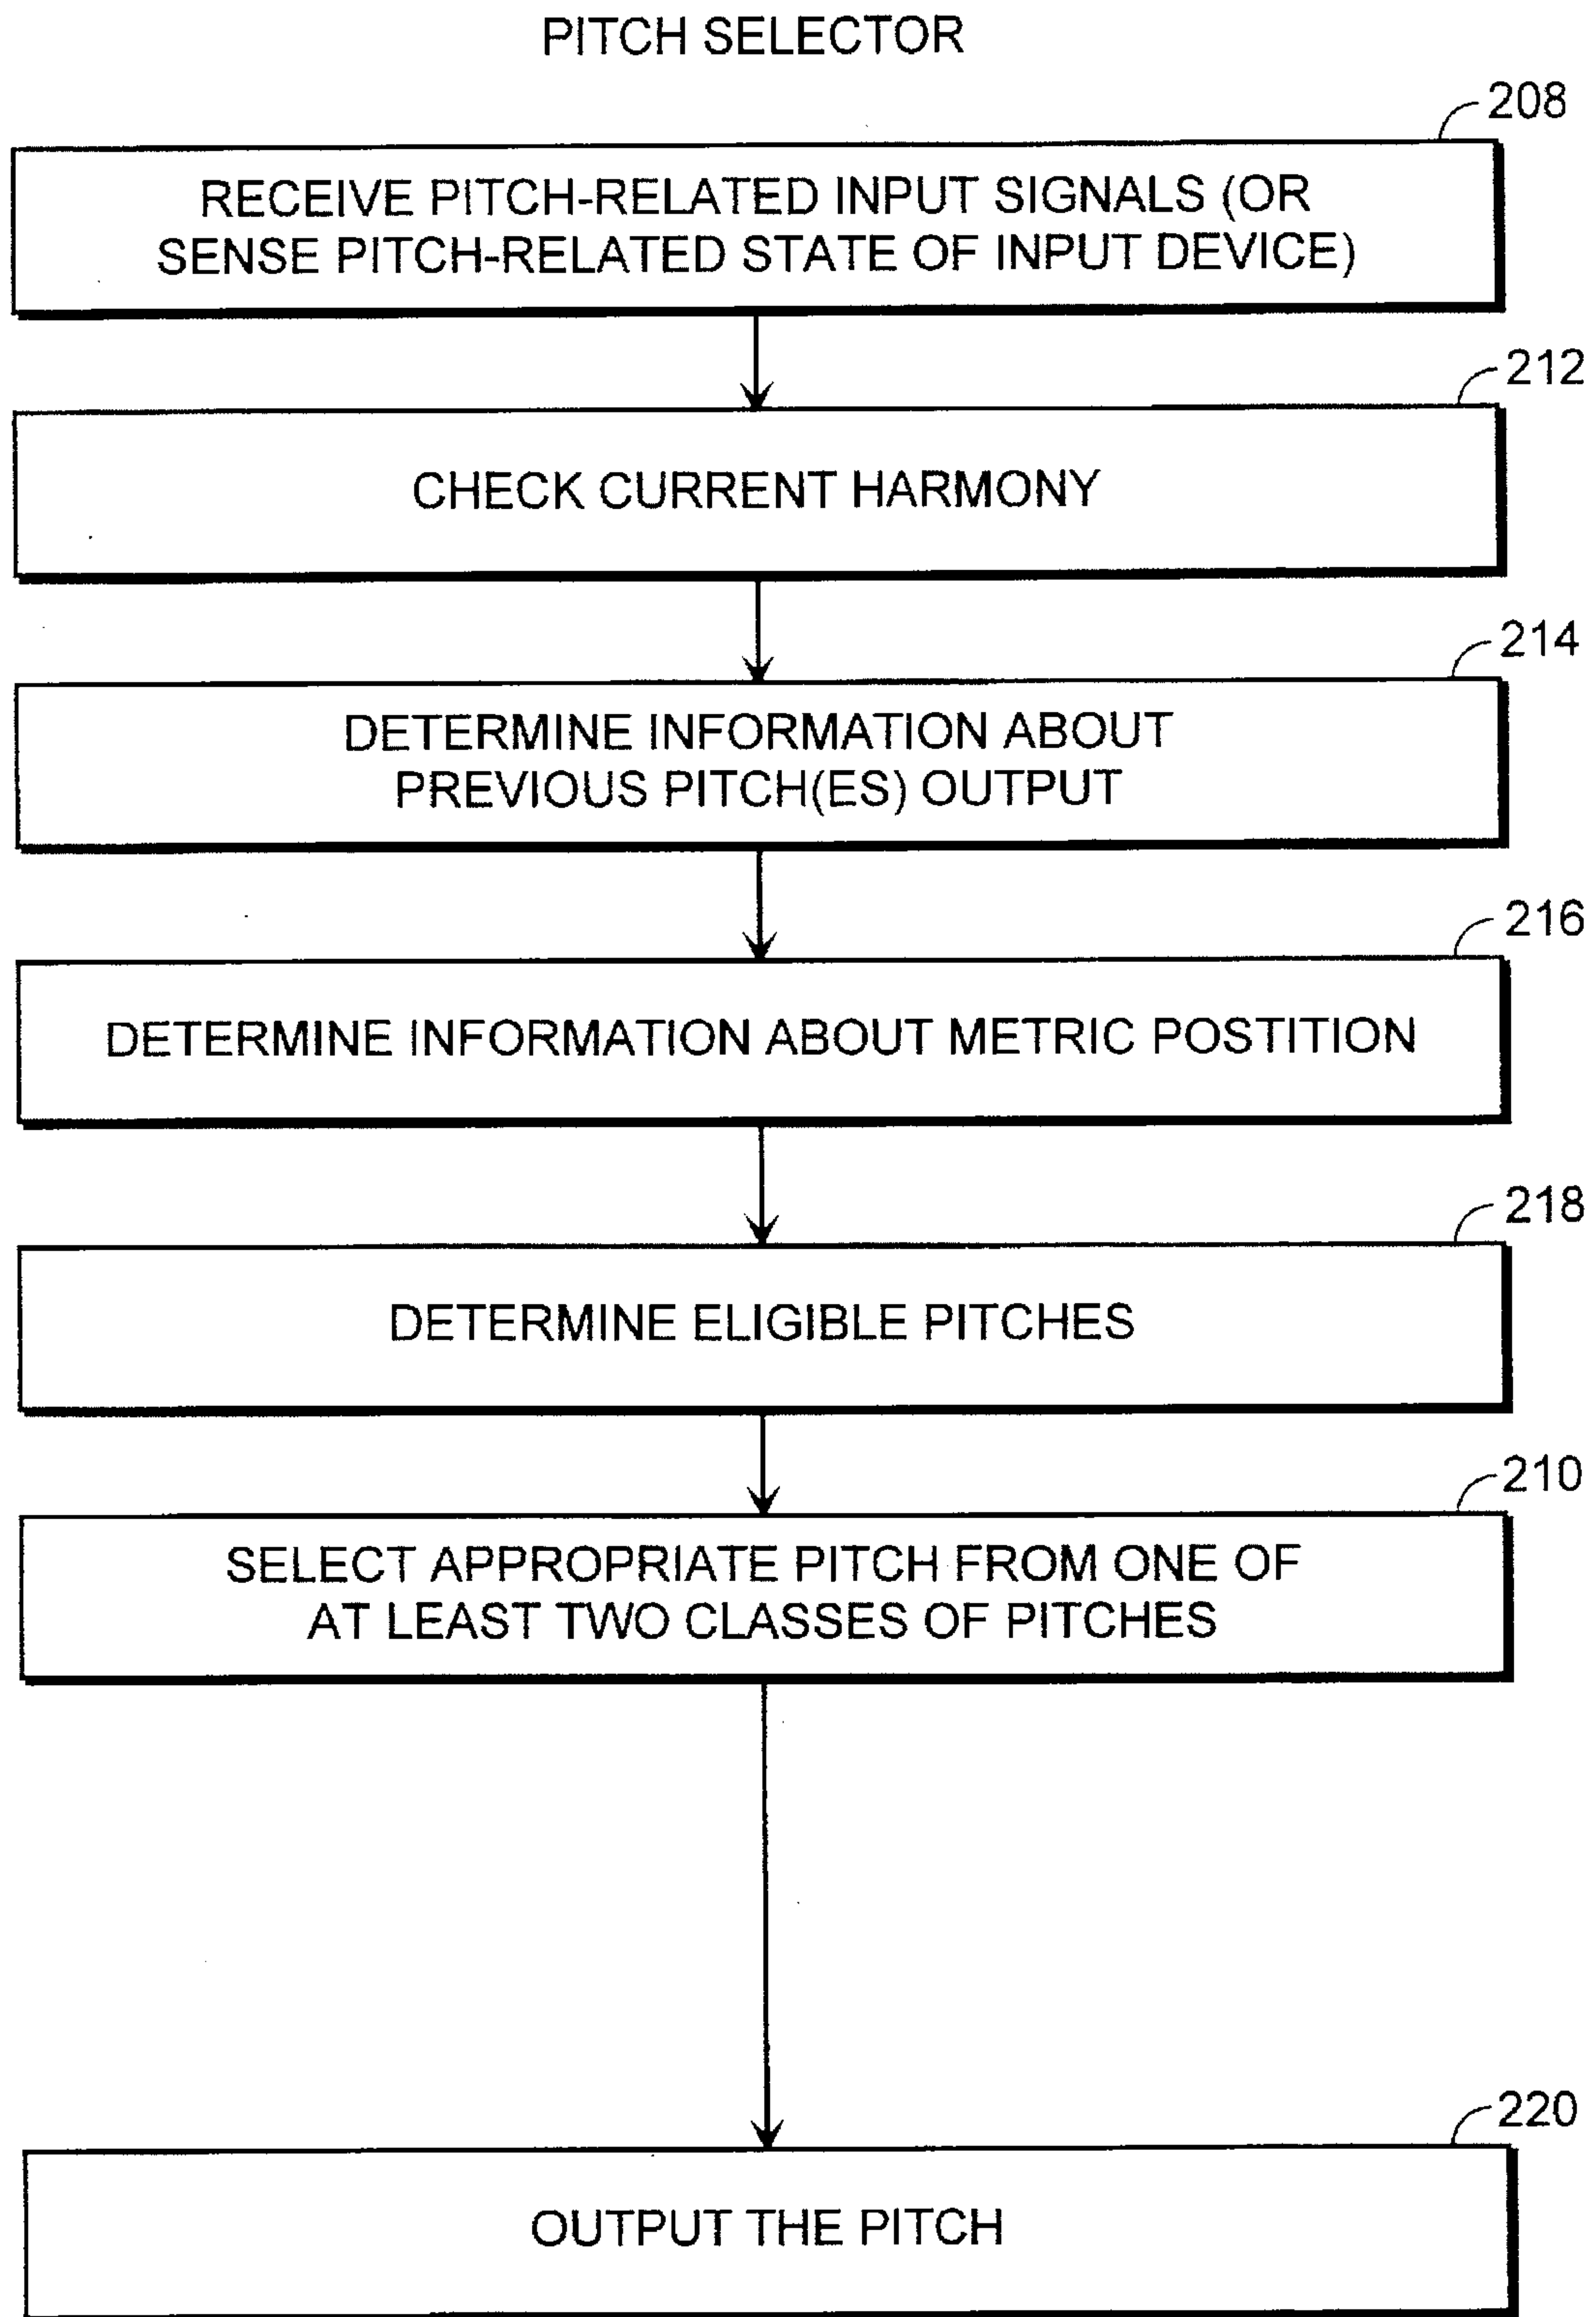 PITCH SELECTOR
208
RECEIVE PITCH-RELATED INPUT SIGNALS (OR
SENSE PITCH-RELATED STATE OF INPUT DEVICE)
212
CHECK CURRENT HARMONY
214
DETERMINE INFORMATION ABOUT
PREVIOUS PITCH(ES) OUTPUT
216
DETERMINE INFORMATION ABOUT METRIC POSTITION
218
DETERMINE ELIGIBLE PITCHES
210
SELECT APPROPRIATE PITCH FROM ONE OF
AT LEAST TWO CLASSES OF PITCHES
220
OUTPUT THE PITCH